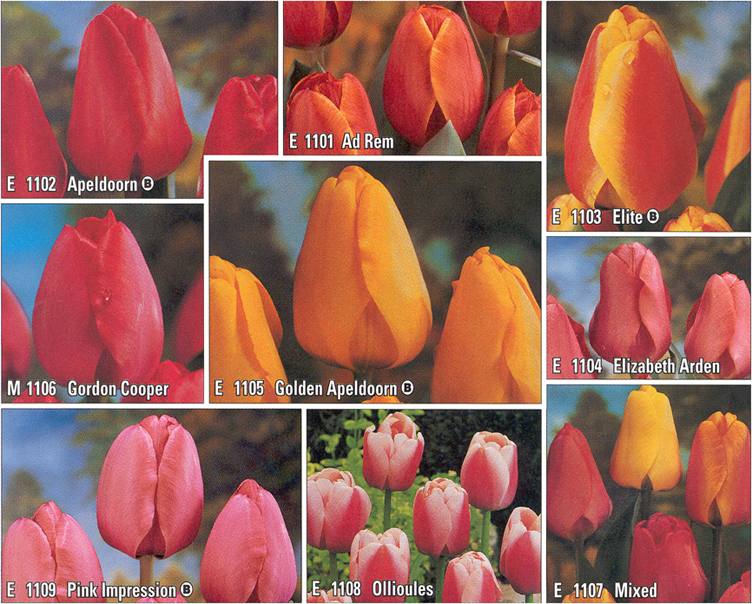 E 1102 Apeldoorn Ⓑ
E 1101 Ad Rem
E 1103 Elite Ⓑ
M 1106 Gordon Cooper
E 1105 Golden Apeldoorn Ⓑ
E 1104 Elizabeth Arden
E 1109 Pink Impression Ⓑ
E 1108 Ollioules
E 1107 Mixed